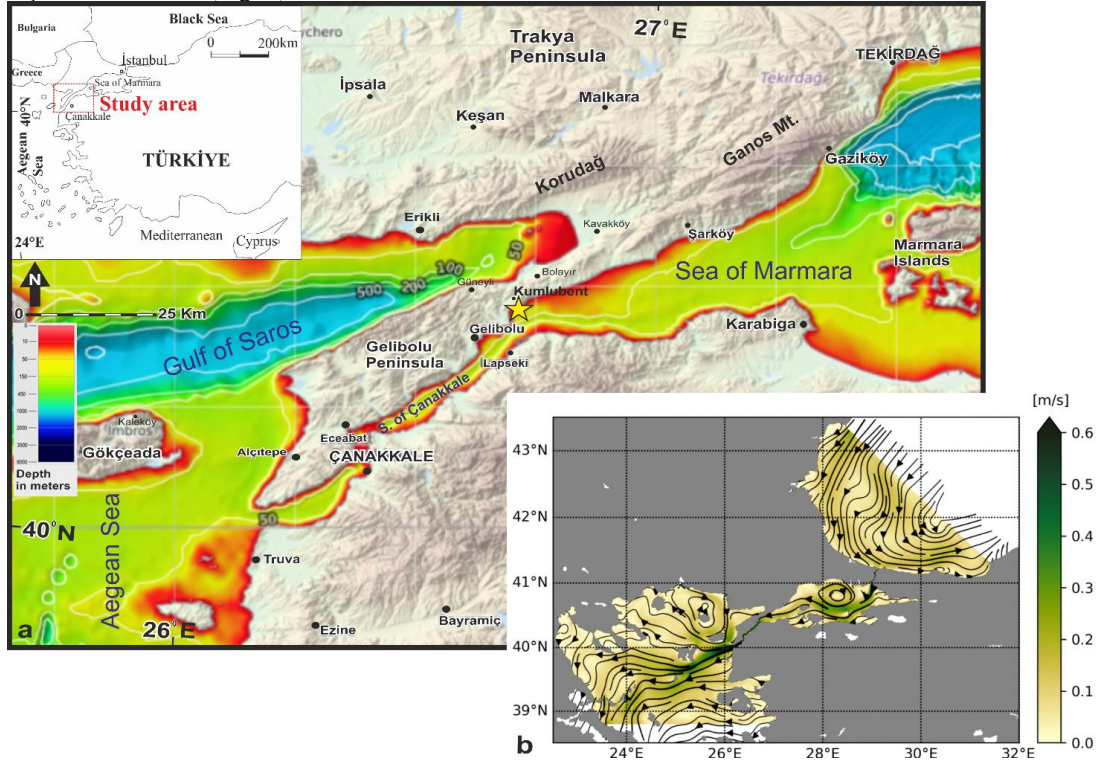 Black Sea
Bulgaria
0 200km
İstanbul
Greece
Sea of Marmara
Study area
40°N
Çanakkale
Aegean
Sea
TÜRKİYE
Mediterranean
Cyprus
24°E
ychero
27°E
Trakya
Peninsula
TEKİRDAĞ
Tekirdağ
İpsala
Malkara
Keşan
Ganos Mt.
Gaziköy
Korudağ
Erikli
Kavakköy
Şarköy
50
Marmara
Islands
100
200
500
Bolayır
Güneyli
Sea of Marmara
Kumlubent
N
0 25 Km
Gulf of Saros
Gelibolu
Karabiga
Gelibolu
Peninsula
Lapseki
S. of Çanakkale
Kaleköy
Imbros
Gökçeada
Eceabat
Alçıtepe
ÇANAKKALE
Depth
in meters
50
40°N
Aegean Sea
Truva
26°E
Ezine
Bayramiç
a
[m/s]
0.6
0.5
0.4
0.3
0.2
0.1
0.0
43°N
42°N
41°N
40°N
39°N
24°E 26°E 28°E 30°E 32°E
b